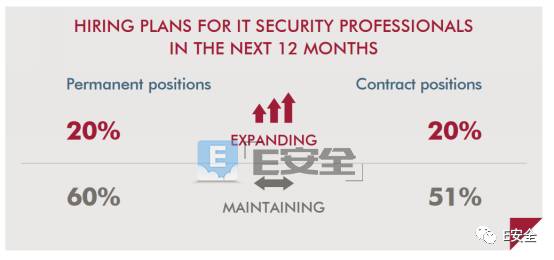 HIRING PLANS FOR IT SECURITY PROFESSIONALS
IN THE NEXT 12 MONTHS
Permanent positions
Contract positions
20%
EXPANDING
20%
E E安全
60%
MAINTAINING
51%
E安全